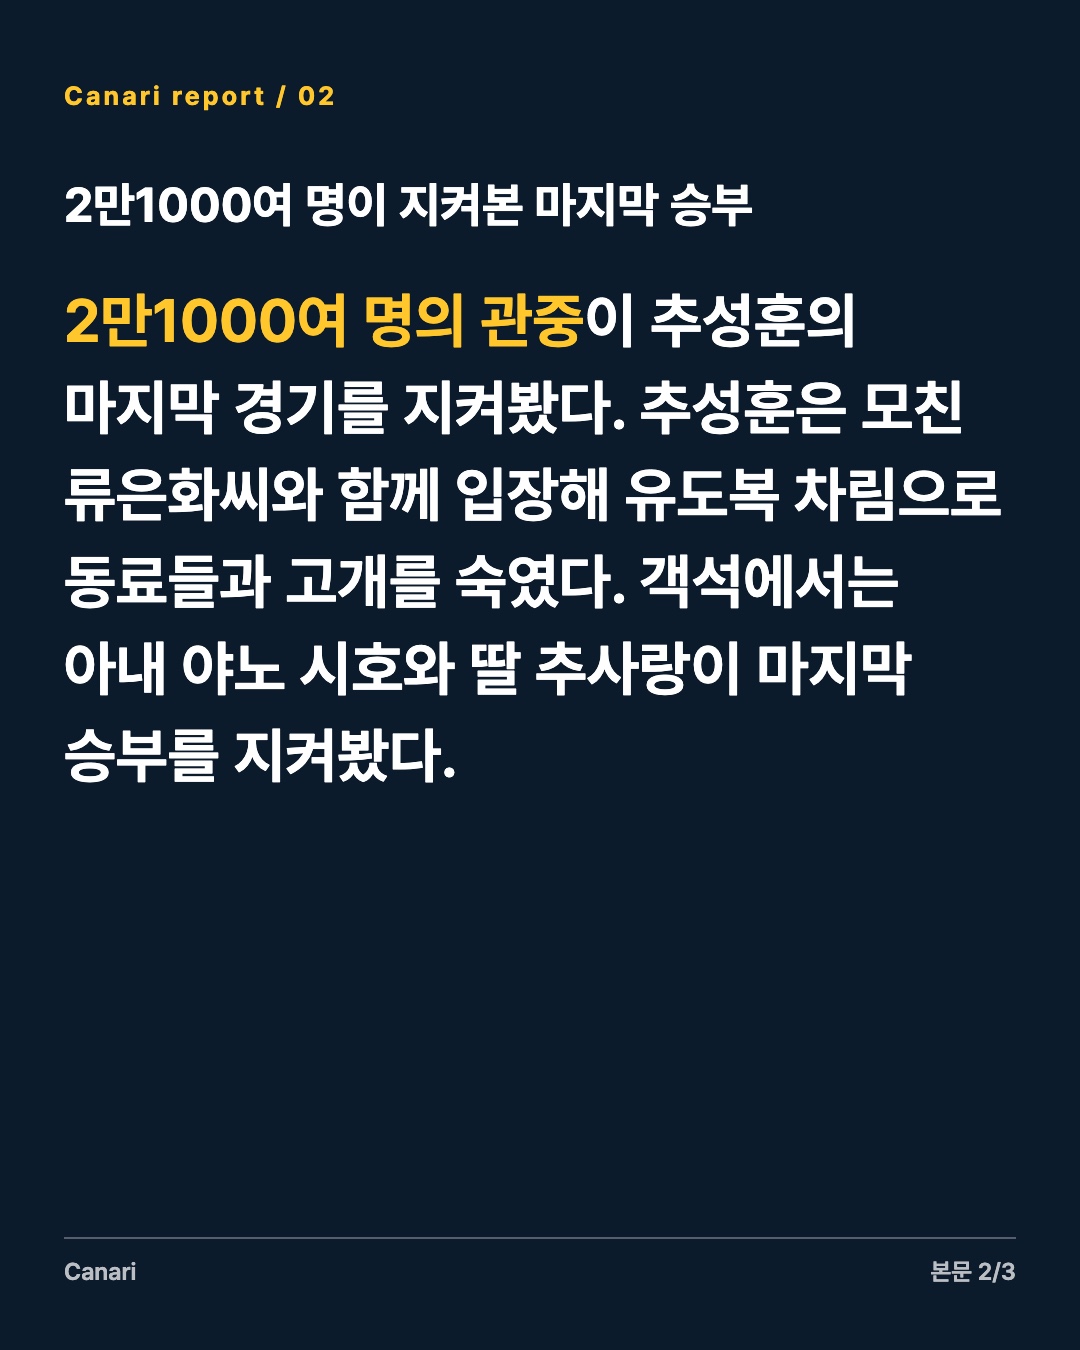 Canari report / 02
2만1000여 명이 지켜본 마지막 승부
2만1000여 명의 관중이 추성훈의
마지막 경기를 지켜봤다. 추성훈은 모친
류은화씨와 함께 입장해 유도복 차림으로
동료들과 고개를 숙였다. 객석에서는
아내 야노 시호와 딸 추사랑이 마지막
승부를 지켜봤다.
Canari
본문 2/3